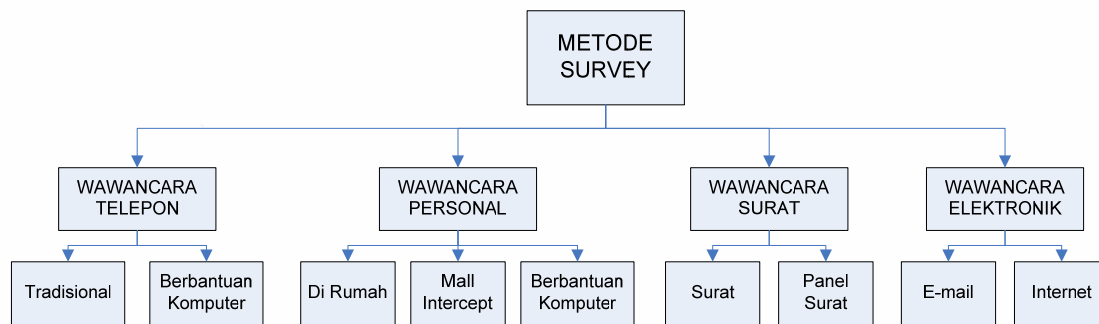 METODE
SURVEY
WAWANCARA
TELEPON
WAWANCARA
PERSONAL
WAWANCARA
SURAT
WAWANCARA
ELEKTRONIK
Tradisional
Berbantuan
Komputer
Di Rumah
Mall
Intercept
Berbantuan
Komputer
Surat
Panel
Surat
E-mail
Internet